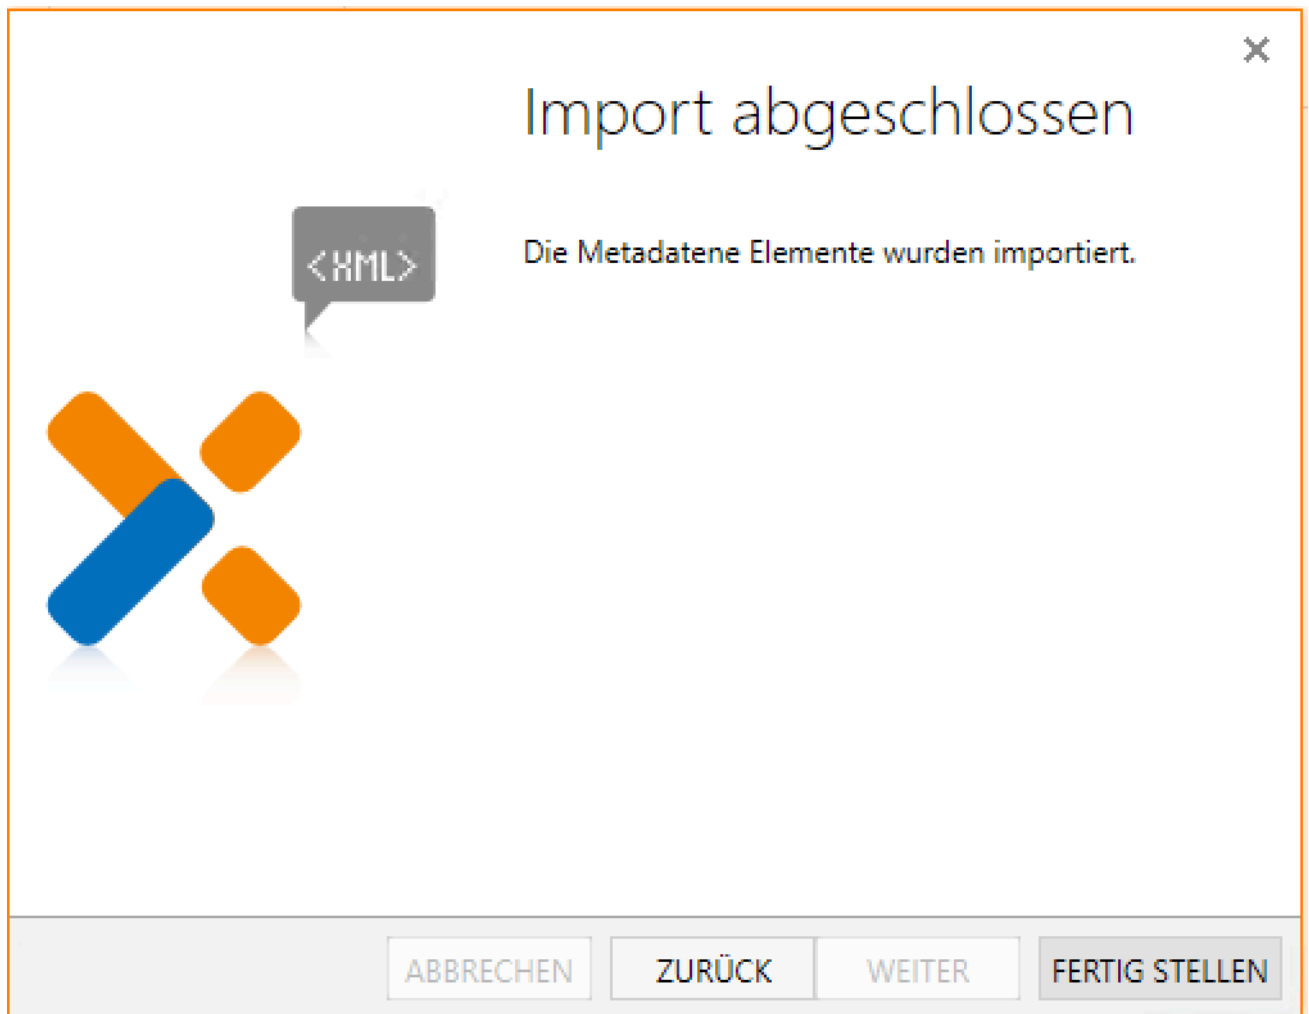 Import abgeschlossen
<XML>
Die Metadatene Elemente wurden importiert.
ABBRECHEN
ZURÜCK
WEITER
FERTIG STELLEN